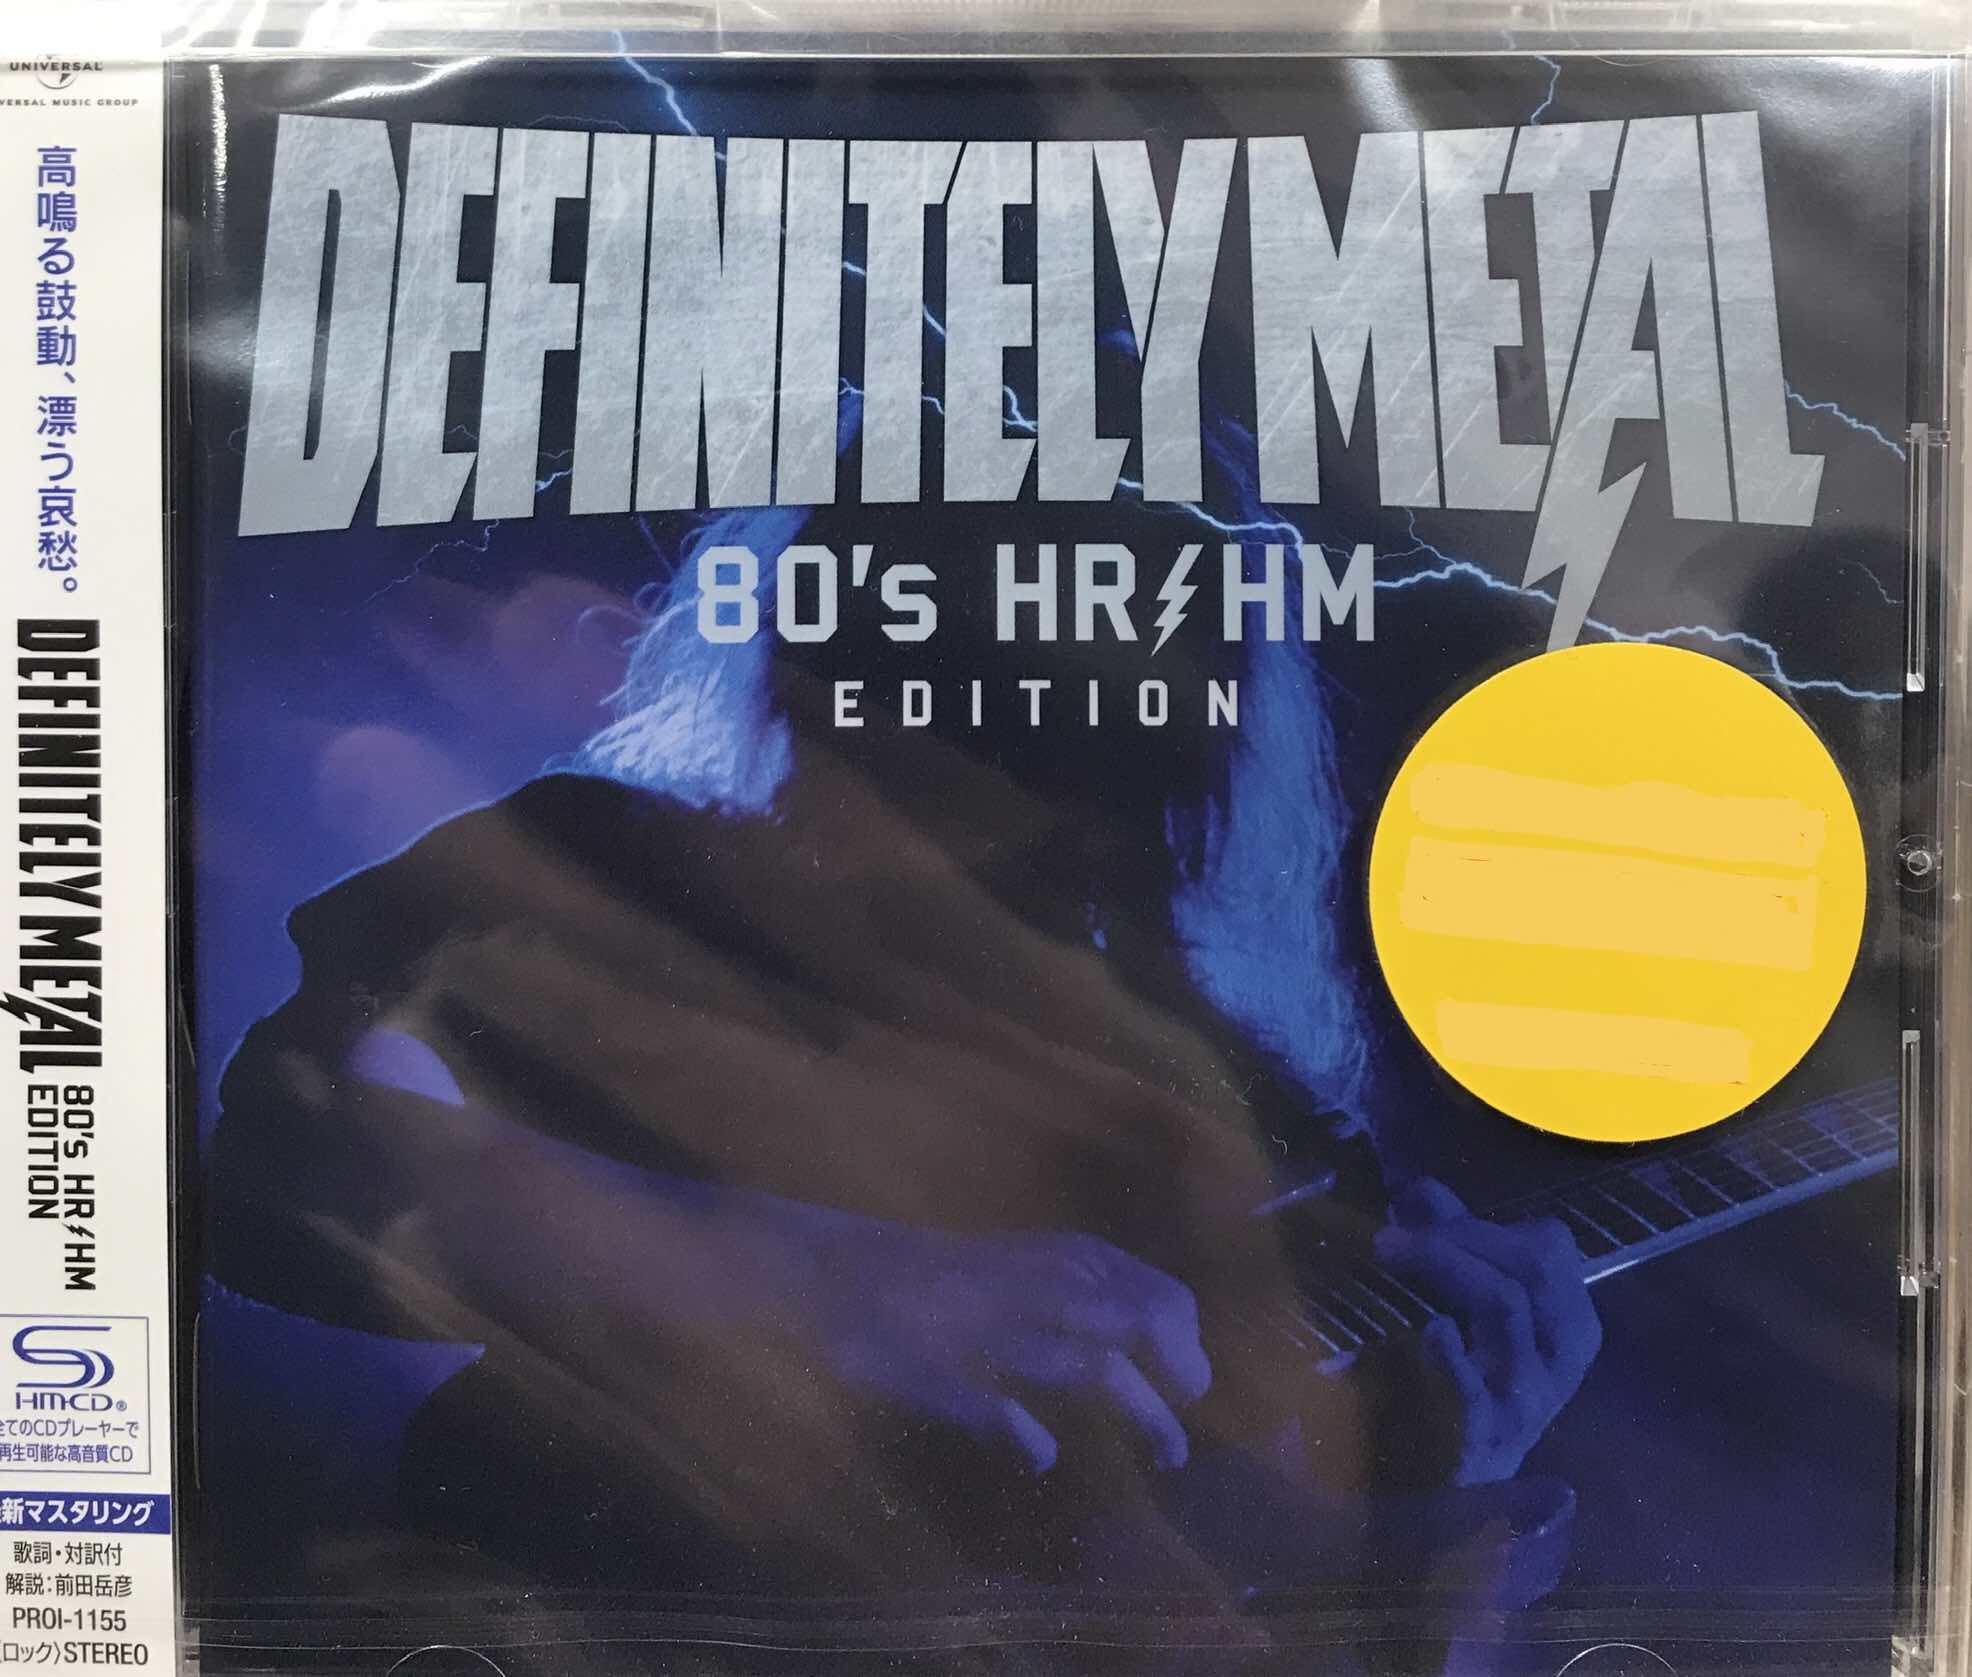 UNIVERSAL
VERSAL MUSIC GROUP
高鳴る鼓動、漂う哀愁。
DEFINITELY METAL
80's HR/HM
EDITION
SHM-CD®
全てのCDプレーヤーで
再生可能な高音質CD
最新マスタリング
歌詞・対訳付
解説:前田岳彦
PROI-1155
〈ロック〉STEREO
DEFINITELY METAL
80's HR/HM
EDITION